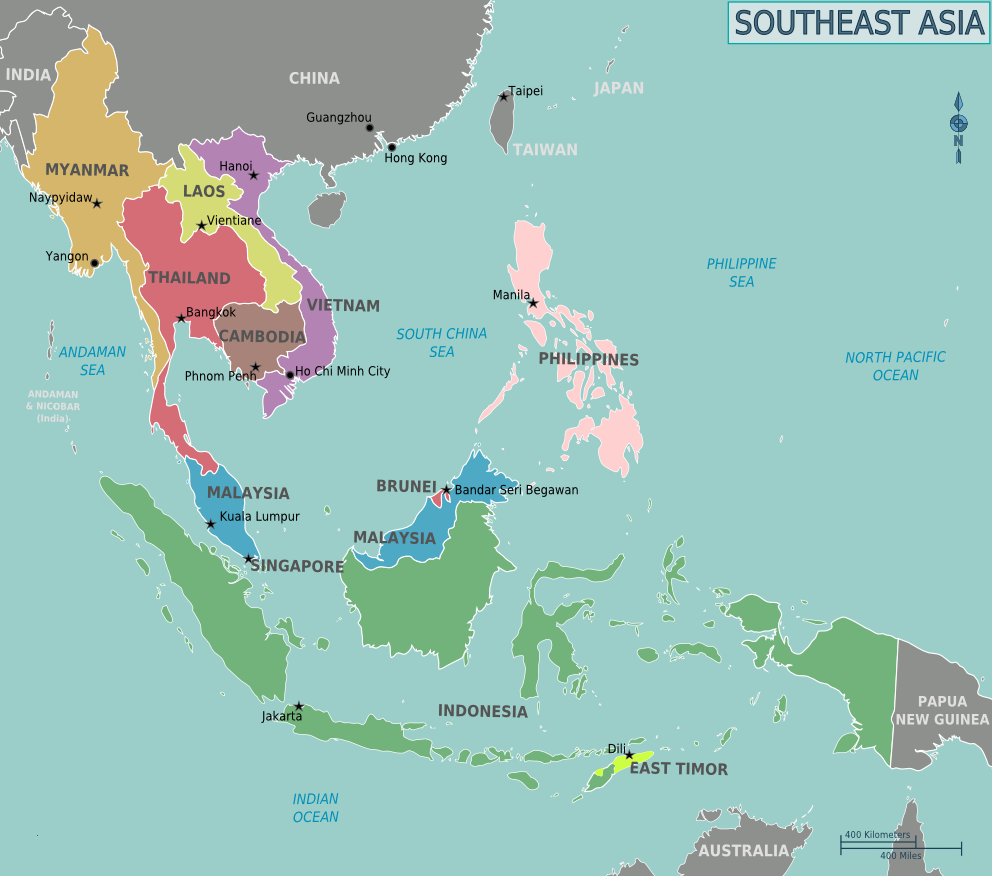 SOUTHEAST ASIA
INDIA
CHINA
JAPAN
Taipei
Guangzhou
Hong Kong
TAIWAN
N
MYANMAR
Hanoi
LAOS
Naypyidaw
Vientiane
Yangon
THAILAND
PHILIPPINE
SEA
Manila
VIETNAM
Bangkok
CAMBODIA
SOUTH CHINA
SEA
ANDAMAN
SEA
PHILIPPINES
NORTH PACIFIC
OCEAN
Phnom Penh
Ho Chi Minh City
ANDAMAN
& NICOBAR
(India)
BRUNEI
Bandar Seri Begawan
MALAYSIA
Kuala Lumpur
MALAYSIA
SINGAPORE
Jakarta
INDONESIA
PAPUA
NEW GUINEA
Dili
EAST TIMOR
INDIAN
OCEAN
AUSTRALIA
400 Kilometers
400 Miles